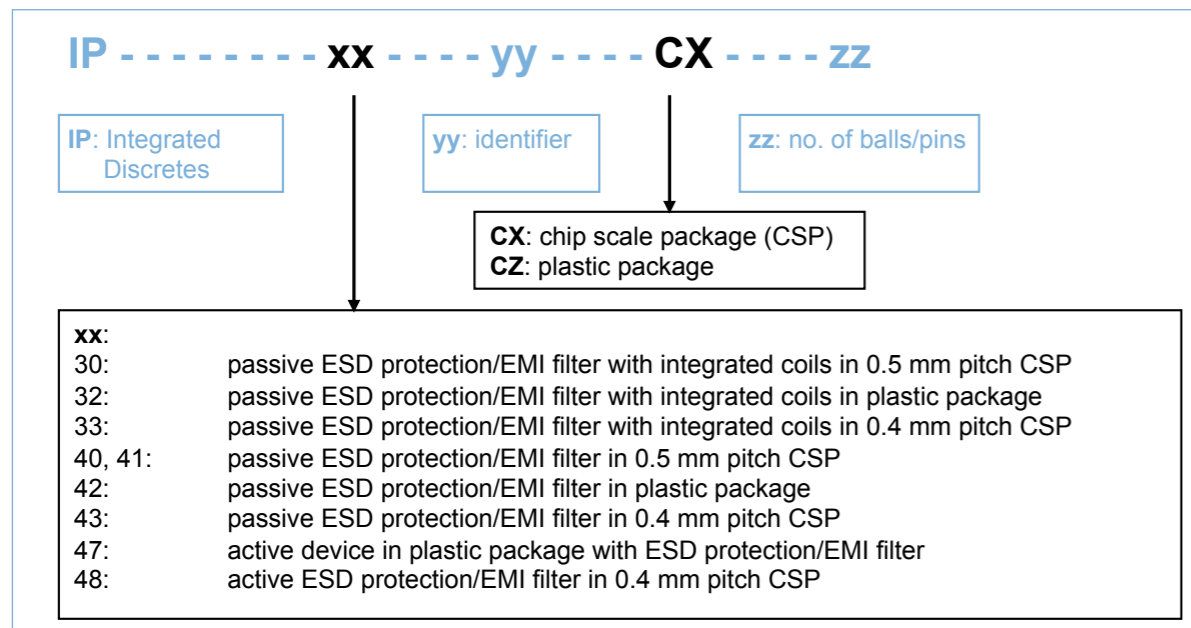 IP - - - - - - - - xx - - - - yy - - - - CX - - - - zz
IP: Integrated
Discretes
yy: identifier
zz: no. of balls/pins
CX: chip scale package (CSP)
CZ: plastic package
xx:
30: passive ESD protection/EMI filter with integrated coils in 0.5 mm pitch CSP
32: passive ESD protection/EMI filter with integrated coils in plastic package
33: passive ESD protection/EMI filter with integrated coils in 0.4 mm pitch CSP
40, 41: passive ESD protection/EMI filter in 0.5 mm pitch CSP
42: passive ESD protection/EMI filter in plastic package
43: passive ESD protection/EMI filter in 0.4 mm pitch CSP
47: active device in plastic package with ESD protection/EMI filter
48: active ESD protection/EMI filter in 0.4 mm pitch CSP